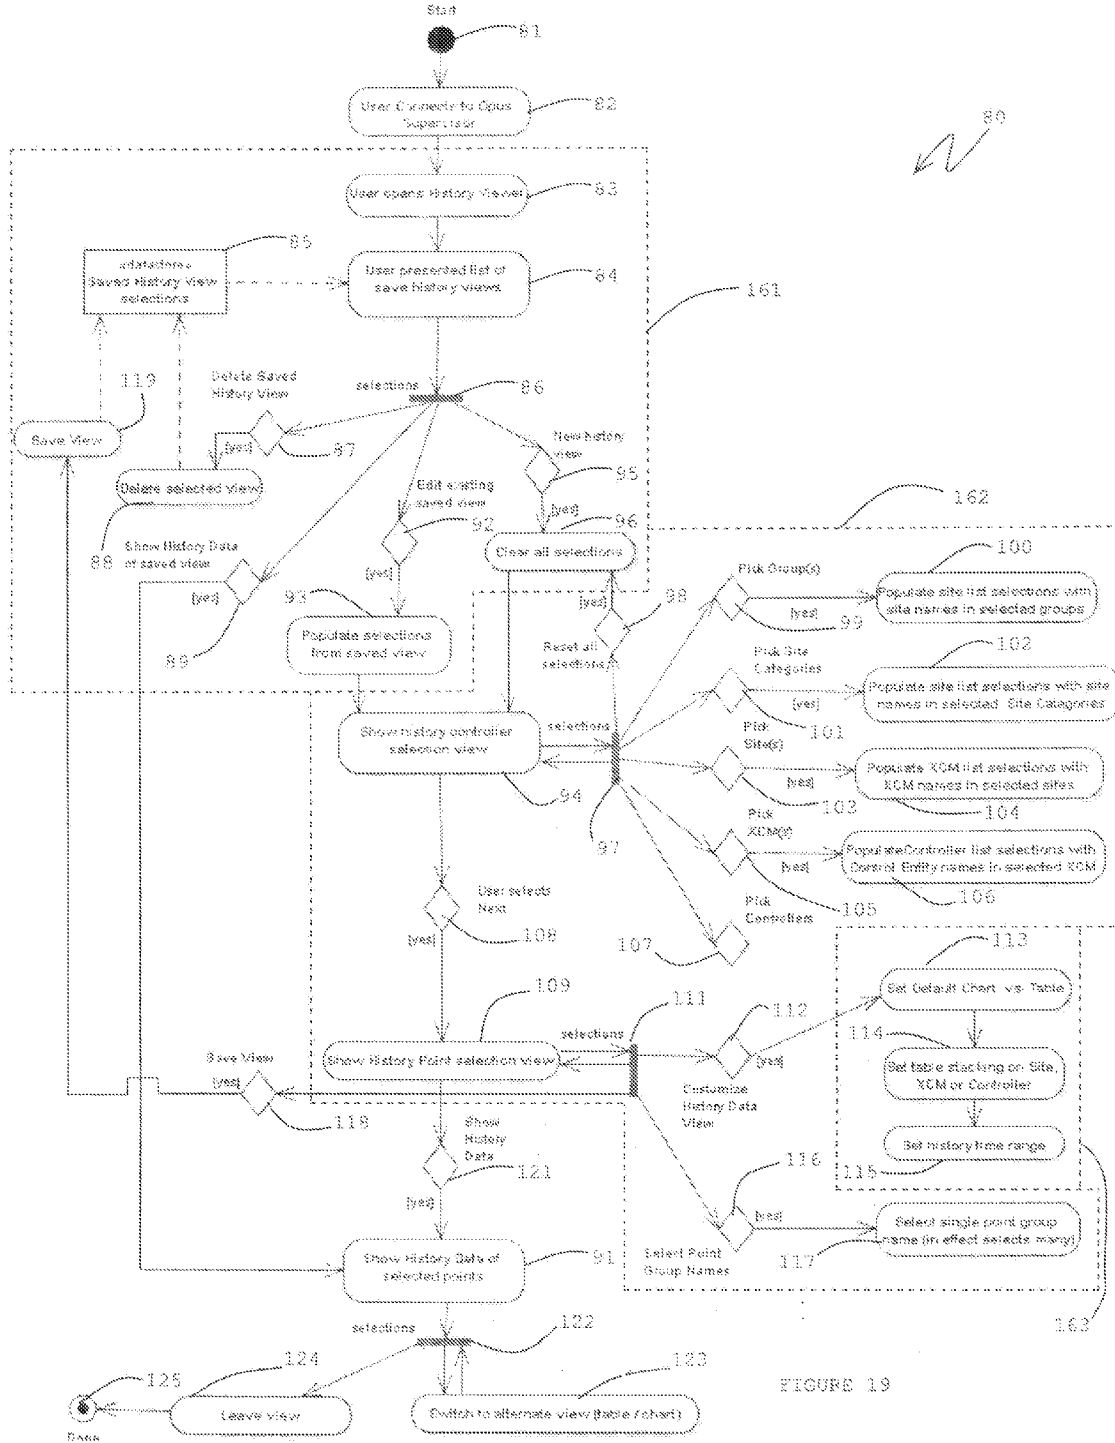 Start
81
User Connects to Opus
Supervisor
82
80
User opens History Viewer
83
85
«datastore»
Saved History View
selections
User presented list of
save history views
84
161
119
Delete Saved
History View
selections
86
Save View
[yes]
87
New history
view
95
Delete selected view
88
Edit existing
saved view
92
[yes]
96
162
Show History Data
of saved view
[yes]
89
[yes]
93
Clear all selections
Populate selections
from saved view
[yes]
98
Reset all
selections
Pick Group(s)
[yes]
99
100
Populate site list selections with
site names in selected groups
Pick Site
Categories
[yes]
101
102
Populate site list selections with site
names in selected Site Categories
Show history controller
selection view
94
selections
97
Pick
Site(s)
[yes]
103
Populate XCM list selections with
XCM names in selected sites
104
Pick
XCM(s)
[yes]
105
PopulateController list selections with
Control Entity names in selected XCM
106
User selects
Next
[yes]
108
Pick
Controllers
107
113
Set Default Chart vs. Table
109
111
112
114
selections
Show History Point selection view
[yes]
Set table stacking on Site,
XCM or Controller
Save View
[yes]
118
Customize
History Data
View
Set history time range
115
Show
History
Data
121
[yes]
116
[yes]
Select single point group
name (in effect selects many)
117
Select Point
Group Names
Show History Data of
selected points
91
163
selections
122
124
123
125
FIGURE 19
Leave view
Switch to alternate view (table / chart)
Done